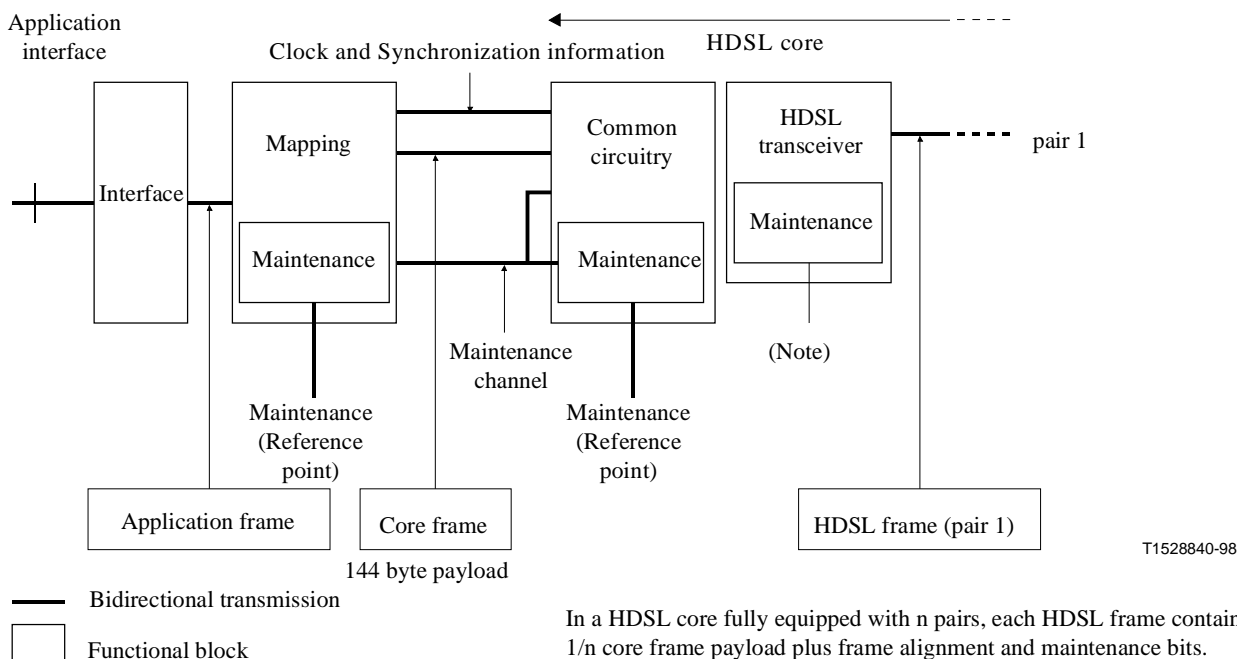 Application
interface
HDSL core
Clock and Synchronization information
Interface
Mapping
Maintenance
Common
circuitry
Maintenance
HDSL
transceiver
Maintenance
pair 1
Maintenance
channel
(Note)
Maintenance
(Reference
point)
Maintenance
(Reference
point)
Application frame
Core frame
HDSL frame (pair 1)
144 byte payload
T1528840-98
Bidirectional transmission
Functional block
In a HDSL core fully equipped with n pairs, each HDSL frame contain
1/n core frame payload plus frame alignment and maintenance bits.